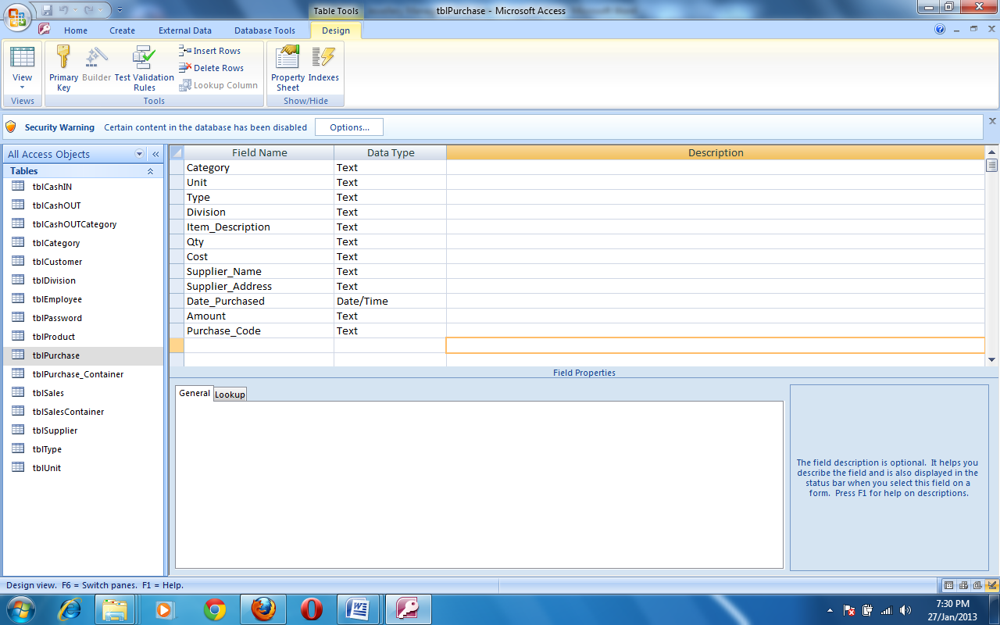 Table Tools
tblPurchase - Microsoft Access
Home Create External Data Database Tools Design
View
Primary Key
Builder
Test Validation Rules
Insert Rows
Delete Rows
Lookup Column
Property Sheet
Indexes
Views Tools Show/Hide
Security Warning Certain content in the database has been disabled Options...
All Access Objects
Tables
tblCashIN
tblCashOUT
tblCashOUTCategory
tblCategory
tblCustomer
tblDivision
tblEmployee
tblPassword
tblProduct
tblPurchase
tblPurchase_Container
tblSales
tblSalesContainer
tblSupplier
tblType
tblUnit
Field Name Data Type Description
Category Text
Unit Text
Type Text
Division Text
Item_Description Text
Qty Text
Cost Text
Supplier_Name Text
Supplier_Address Text
Date_Purchased Date/Time
Amount Text
Purchase_Code Text
Field Properties
General Lookup
The field description is optional. It helps you
describe the field and is also displayed in the
status bar when you select this field on a
form. Press F1 for help on descriptions.
Design view. F6 = Switch panes. F1 = Help.
7:30 PM
27/Jan/2013